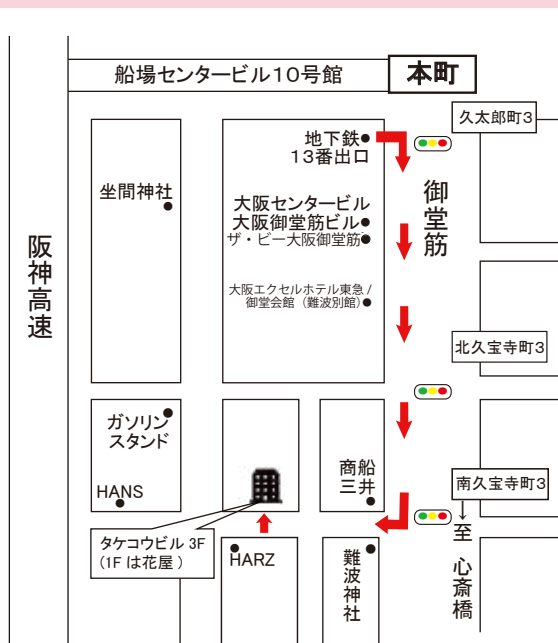 船場センタービル10号館
本町
久太郎町3
地下鉄
13番出口
坐間神社
大阪センタービル
大阪御堂筋ビル
ザ・ビー大阪御堂筋
御堂筋
阪神高速
大阪エクセルホテル東急/
御堂会館（難波別館）
北久宝寺町3
ガソリン
スタンド
商船
三井
HANS
南久宝寺町3
至 心斎橋
タケコウビル 3F
(1F は花屋 )
HARZ
難波神社